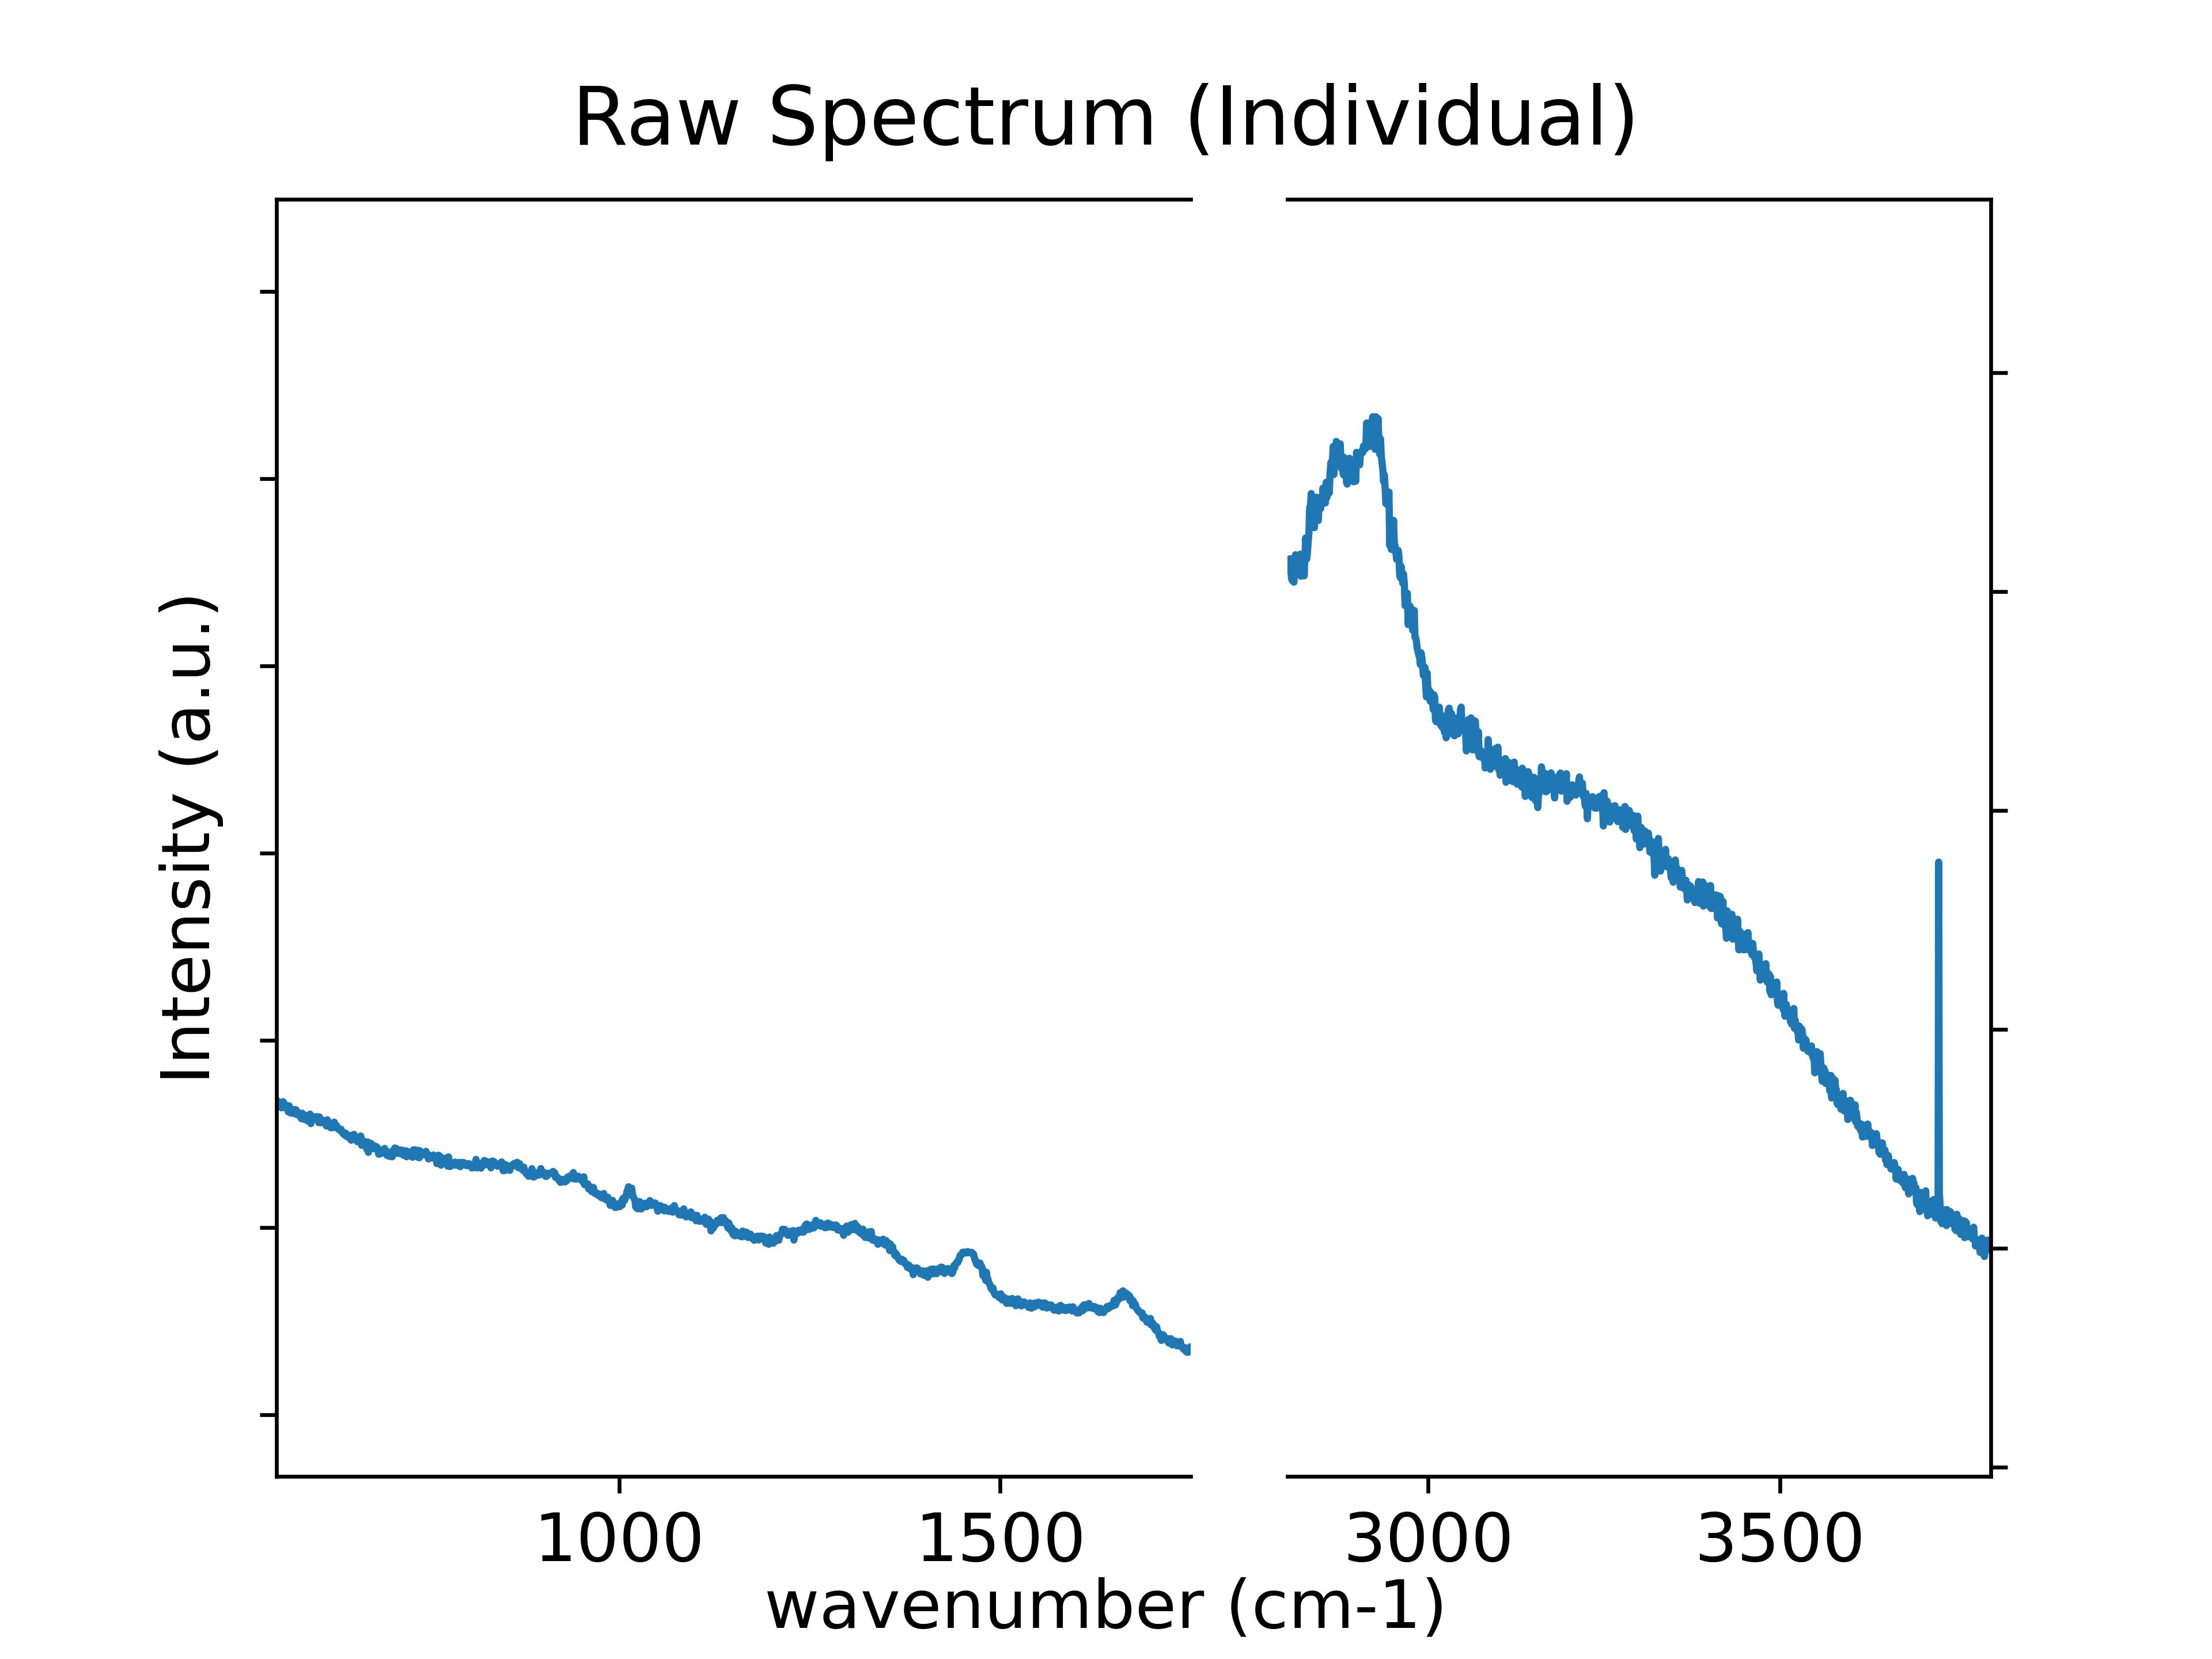 Raw Spectrum (Individual)
Intensity (a.u.)
1000 1500 3000 3500
wavenumber (cm-1)